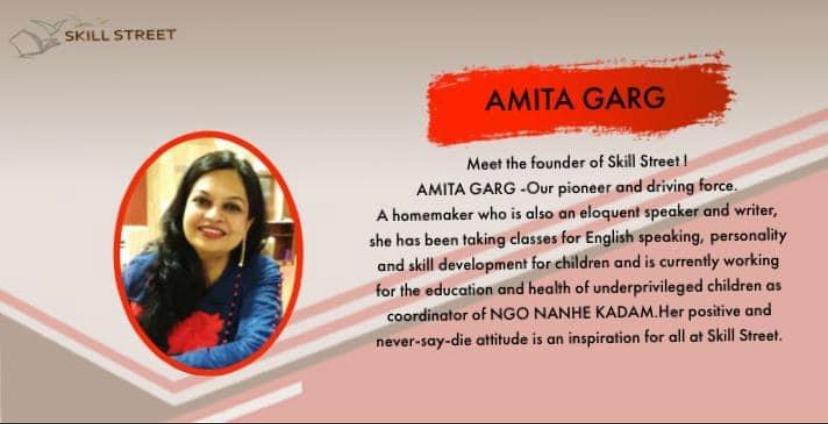 SKILL STREET
AMITA GARG
Meet the founder of Skill Street !
AMITA GARG -Our pioneer and driving force.
A homemaker who is also an eloquent speaker and writer,
she has been taking classes for English speaking, personality
and skill development for children and is currently working
for the education and health of underprivileged children as
coordinator of NGO NANHE KADAM.Her positive and
never-say-die attitude is an inspiration for all at Skill Street.